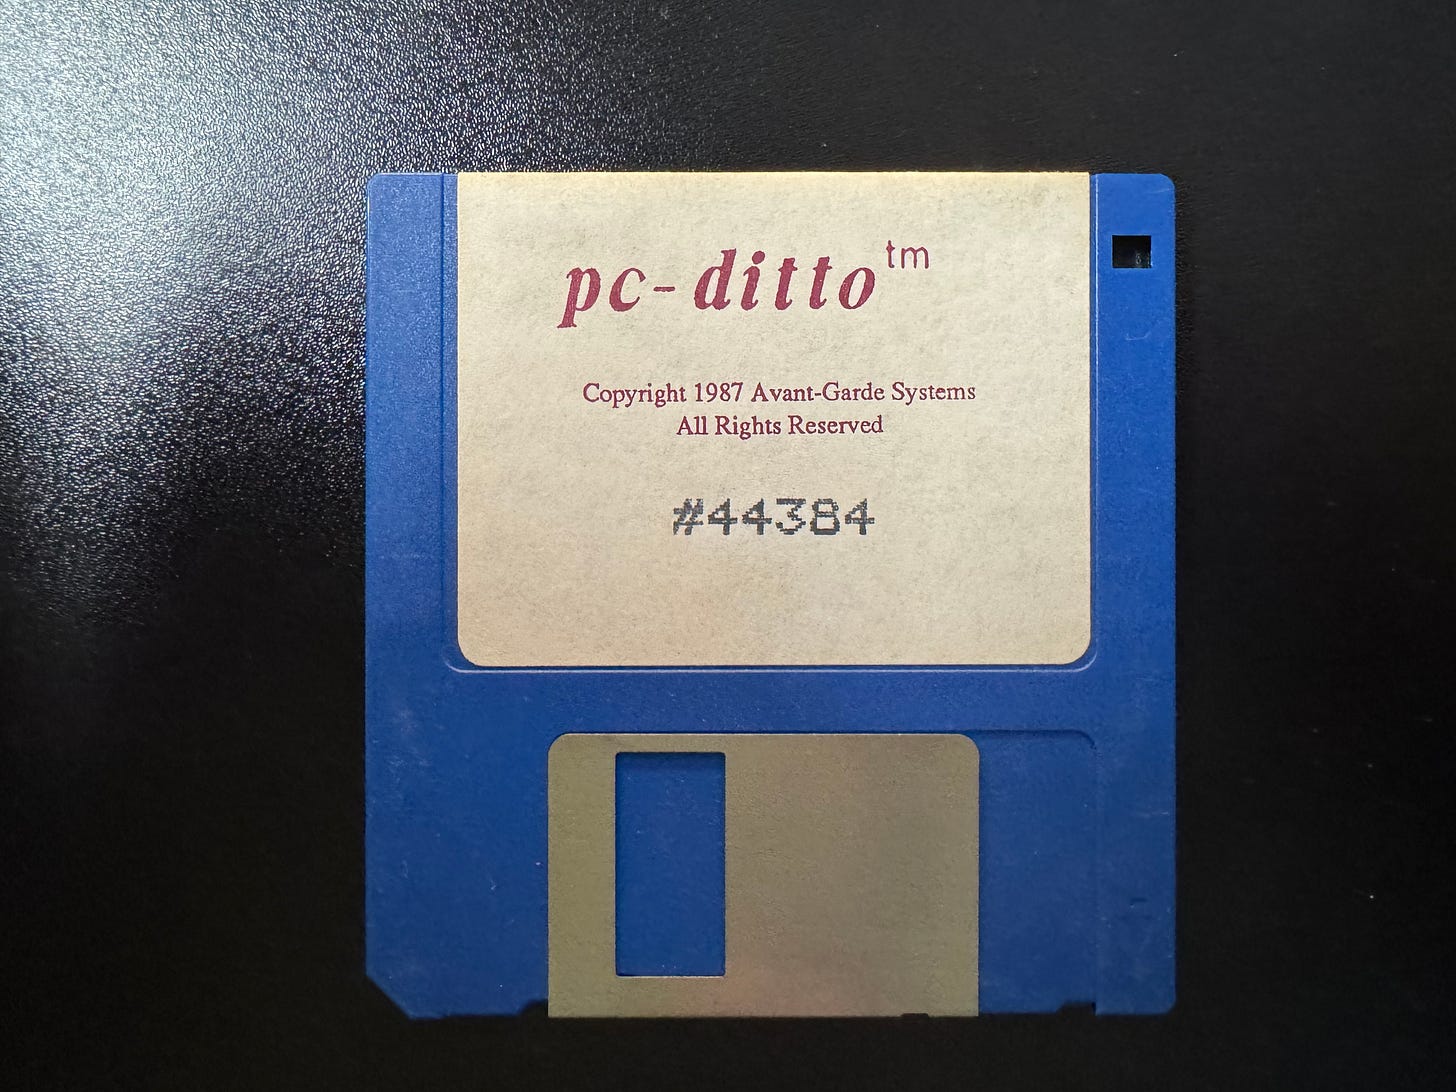 pc-ditto tm
Copyright 1987 Avant-Garde Systems
All Rights Reserved
#44384